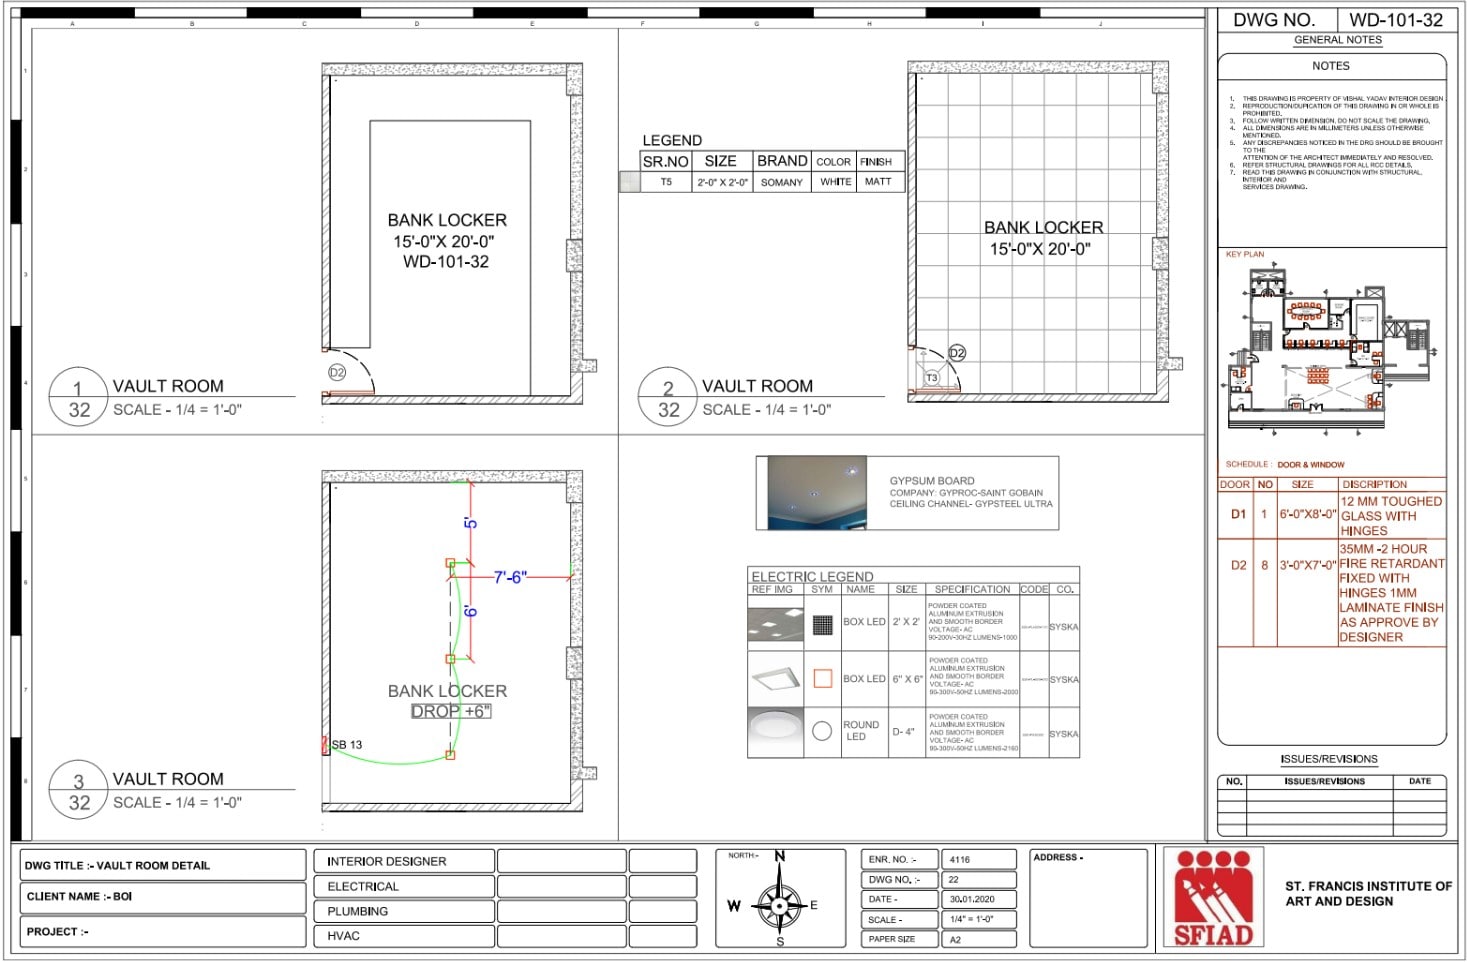 A B C D E F G H I J
1
2
3
4
5
6
7
8
BANK LOCKER
15'-0"X 20'-0"
WD-101-32
D2
1
32
VAULT ROOM
SCALE - 1/4 = 1'-0"
LEGEND
SR.NO SIZE BRAND COLOR FINISH
T5 2'-0" X 2'-0" SOMANY WHITE MATT
BANK LOCKER
15'-0"X 20'-0"
D2
T3
2
32
VAULT ROOM
SCALE - 1/4 = 1'-0"
5'
7'-6"
6'
BANK LOCKER
DROP +6"
SB 13
3
32
VAULT ROOM
SCALE - 1/4 = 1'-0"
GYPSUM BOARD
COMPANY: GYPROC-SAINT GOBAIN
CEILING CHANNEL- GYPSTEEL ULTRA
ELECTRIC LEGEND
REF IMG SYM NAME SIZE SPECIFICATION CODE CO.
BOX LED 2' X 2'
POWDER COATED
ALUMINUM EXTRUSION
AND SMOOTH BORDER
VOLTAGE- AC
90-200V-30HZ LUMENS-1000
SYSKA
BOX LED 6" X 6"
POWDER COATED
ALUMINUM EXTRUSION
AND SMOOTH BORDER
VOLTAGE- AC
90-300V-50HZ LUMENS-2000
SYSKA
ROUND
LED
D- 4"
POWDER COATED
ALUMINUM EXTRUSION
AND SMOOTH BORDER
VOLTAGE- AC
90-300V-50HZ LUMENS-2160
SYSKA
DWG NO. WD-101-32
GENERAL NOTES
NOTES
1. THIS DRAWING IS PROPERTY OF VISHAL YADAV INTERIOR DESIGN
2. REPRODUCTION/DUPICATION OF THIS DRAWING IN OR WHOLE IS
PROHIBITED.
3. FOLLOW WRITTEN DIMENSION, DO NOT SCALE THE DRAWING.
4. ALL DIMENSIONS ARE IN MILLIMETERS UNLESS OTHERWISE
MENTIONED.
5. ANY DISCREPANCIES NOTICED IN THE DRG SHOULD BE BROUGHT
TO THE
ATTENTION OF THE ARCHITECT IMMEDIATELY AND RESOLVED.
6. REFER STRUCTURAL DRAWINGS FOR ALL RCC DETAILS.
7. READ THIS DRAWING IN CONJUNCTION WITH STRUCTURAL,
INTERIOR AND
SERVICES DRAWING.
KEY PLAN
SCHEDULE : DOOR & WINDOW
DOOR NO SIZE DISCRIPTION
D1 1 6'-0"X8'-0"
12 MM TOUGHED
GLASS WITH
HINGES
D2 8 3'-0"X7'-0"
35MM -2 HOUR
FIRE RETARDANT
FIXED WITH
HINGES 1MM
LAMINATE FINISH
AS APPROVE BY
DESIGNER
ISSUES/REVISIONS
NO. ISSUES/REVISIONS DATE
DWG TITLE :- VAULT ROOM DETAIL
CLIENT NAME :- BOI
PROJECT :-
INTERIOR DESIGNER
ELECTRICAL
PLUMBING
HVAC
NORTH:-
N
W E
S
ENR. NO. :- 4116
DWG NO. :- 22
DATE - 30.01.2020
SCALE - 1/4" = 1'-0"
PAPER SIZE A2
ADDRESS -
SFIAD
ST. FRANCIS INSTITUTE OF
ART AND DESIGN